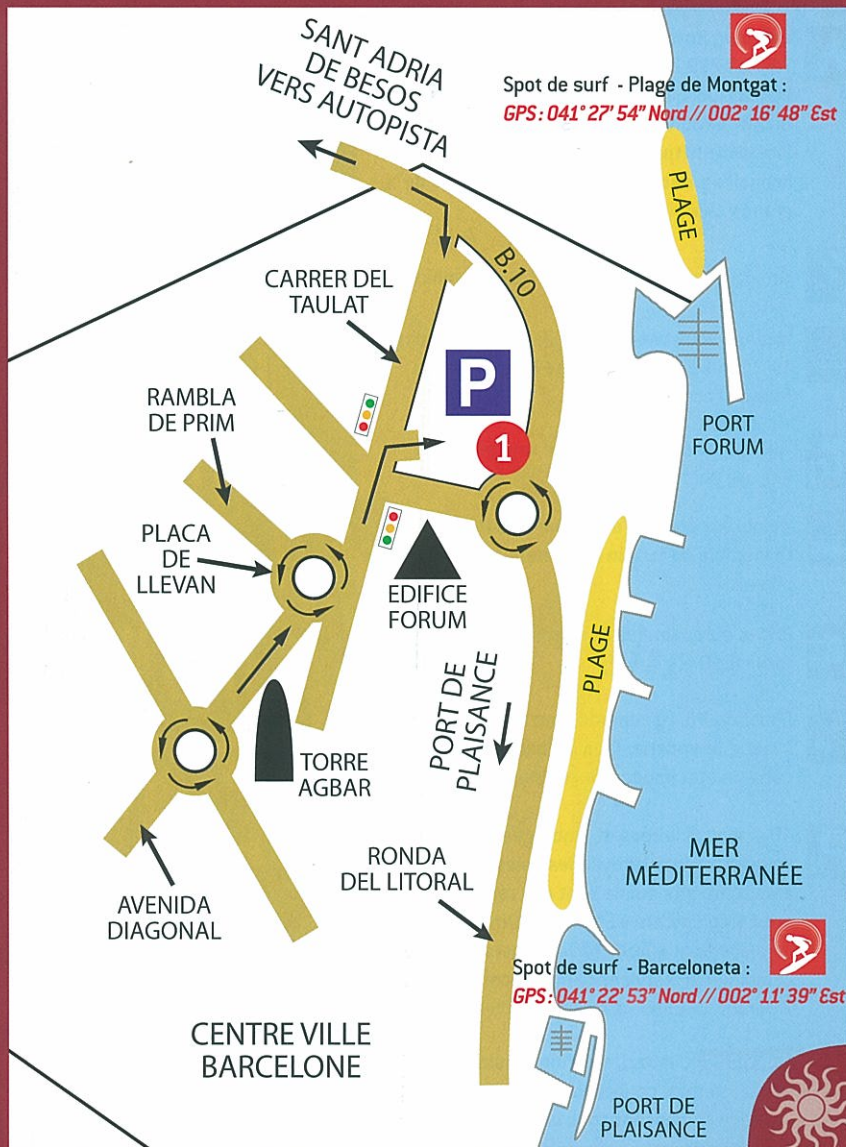 SANT ADRIA
DE BESOS
VERS AUTOPISTA
Spot de surf - Plage de Montgat :
GPS : 041° 27' 54" Nord // 002° 16' 48" Est
PLAGE
B.10
CARRER DEL
TAULAT
P
RAMBLA
DE PRIM
1
PORT
FORUM
PLACA
DE
LLEVAN
EDIFICE
FORUM
PLAGE
PORT DE
PLAISANCE
TORRE
AGBAR
MER
MÉDITERRANÉE
RONDA
DEL LITORAL
AVENIDA
DIAGONAL
Spot de surf - Barceloneta :
GPS : 041° 22' 53" Nord // 002° 11' 39" Est
CENTRE VILLE
BARCELONE
PORT DE
PLAISANCE